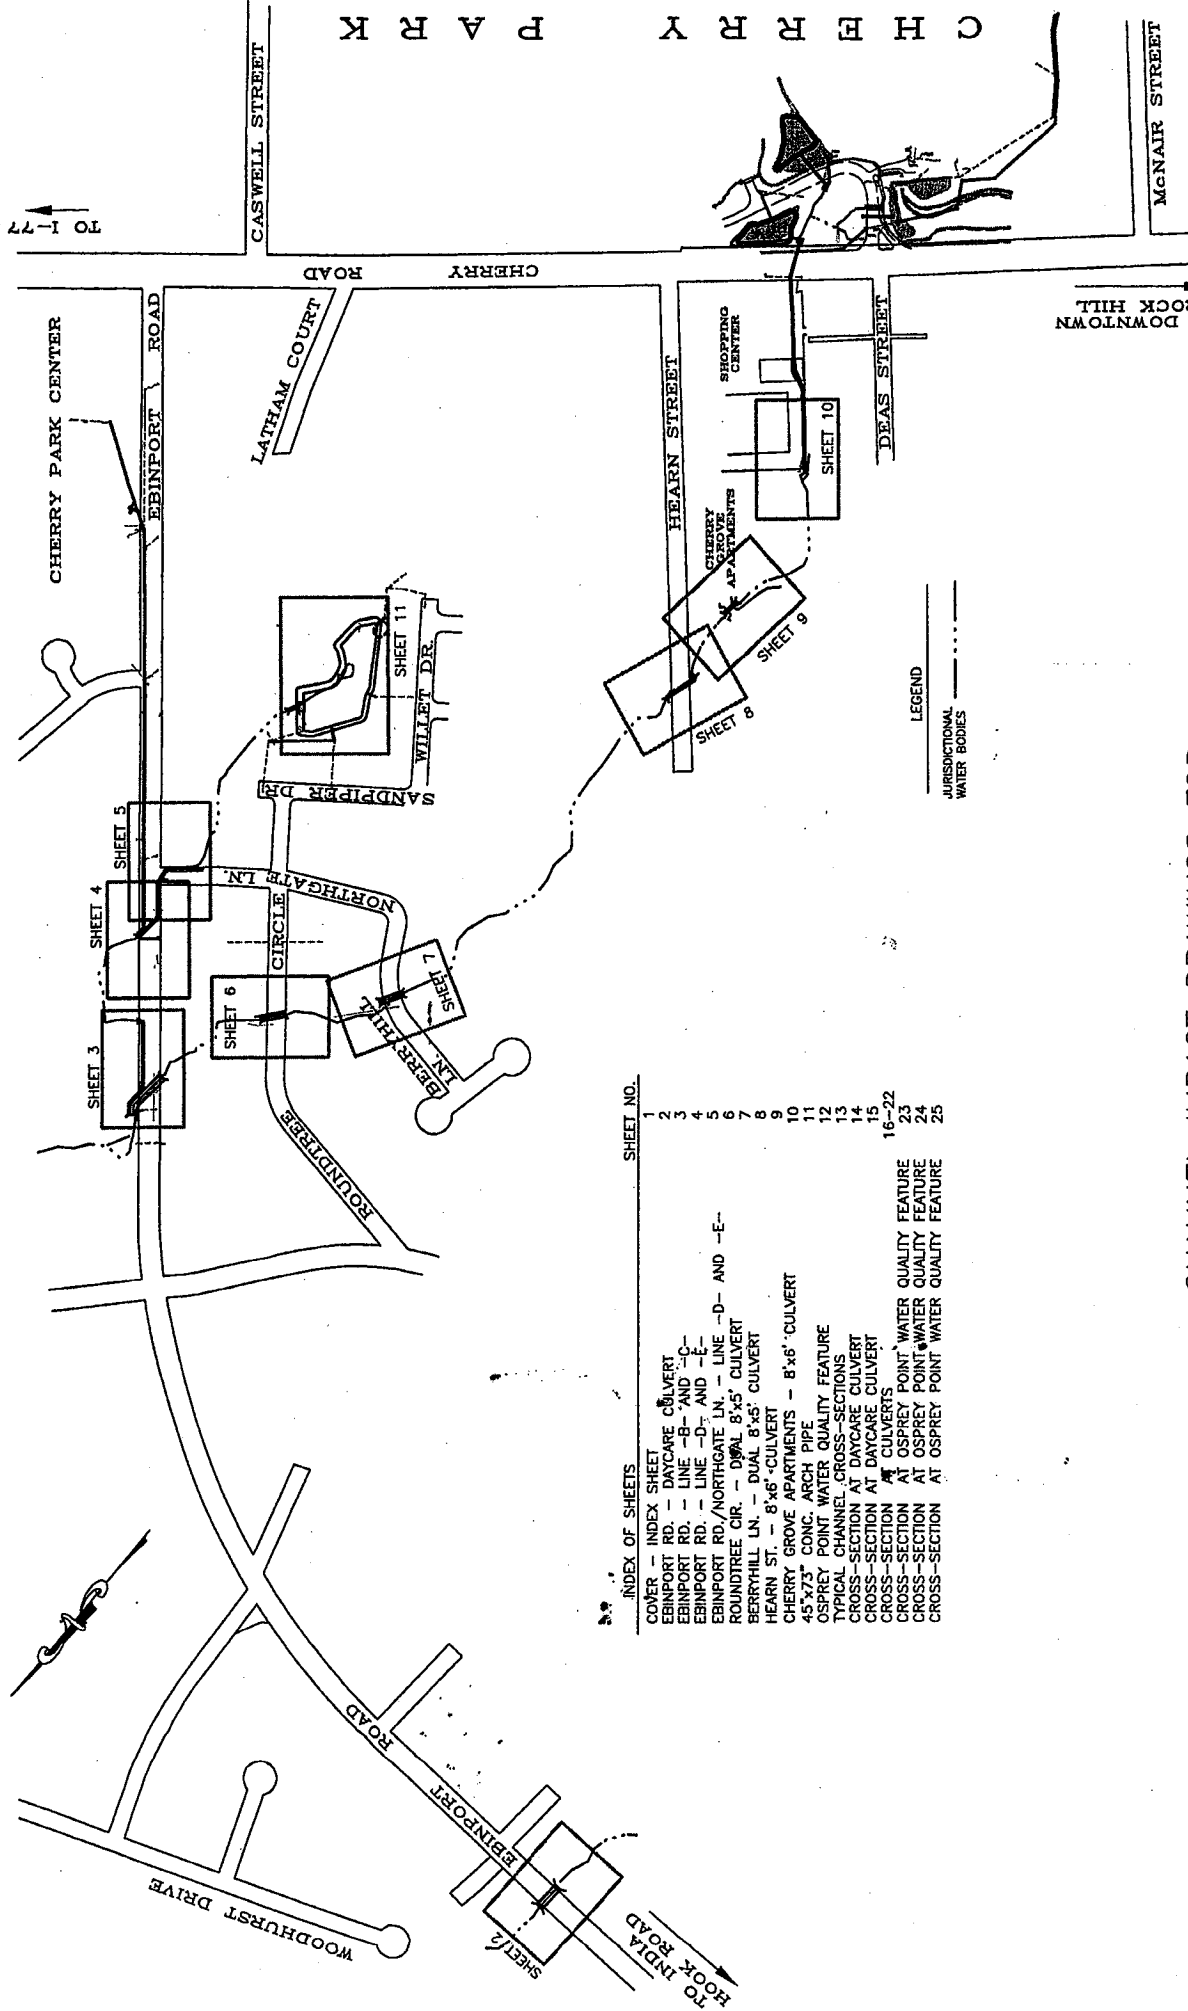 CHERRY PARK
TO I-77
CASWELL STREET
McNAIR STREET
CHERRY ROAD
DOWNTOWN
ROCK HILL
CHERRY PARK CENTER
EBINPORT ROAD
LATHAM COURT
HEARN STREET
SHOPPING
CENTER
DEAS STREET
SHEET 10
CHERRY
GROVE
APARTMENTS
SHEET 9
SHEET 8
SHEET 11
WILLET DR.
SANDPIPER DR.
SHEET 5
SHEET 4
NORTHGATE LN.
CIRCLE
SHEET 3
SHEET 6
SHEET 7
BERRYHILL
LN.
ROUNDTREE
LEGEND
JURISDICTIONAL
WATER BODIES
INDEX OF SHEETS SHEET NO.
COVER - INDEX SHEET 1
EBINPORT RD. - DAYCARE CULVERT 2
EBINPORT RD. - LINE -B- AND -C- 3
EBINPORT RD. - LINE -D- AND -E- 4
EBINPORT RD./NORTHGATE LN. - LINE -D- AND -E- 5
ROUNDTREE CIR. - DUAL 8'x5' CULVERT 6
BERRYHILL LN. - DUAL 8'x5' CULVERT 7
HEARN ST. - 8'x6' CULVERT 8
CHERRY GROVE APARTMENTS - 8'x6' CULVERT 9
45"x73" CONC. ARCH PIPE 10
OSPREY POINT WATER QUALITY FEATURE 11
TYPICAL CHANNEL CROSS-SECTIONS 12
CROSS-SECTION AT DAYCARE CULVERT 13
CROSS-SECTION AT DAYCARE CULVERT 14
CROSS-SECTION AT CULVERTS 15
16-22
CROSS-SECTION AT OSPREY POINT WATER QUALITY FEATURE 23
CROSS-SECTION AT OSPREY POINT WATER QUALITY FEATURE 24
CROSS-SECTION AT OSPREY POINT WATER QUALITY FEATURE 25
WOODHURST DRIVE
EBINPORT ROAD
SHEET 2
TO
INDIA
HOOK ROAD